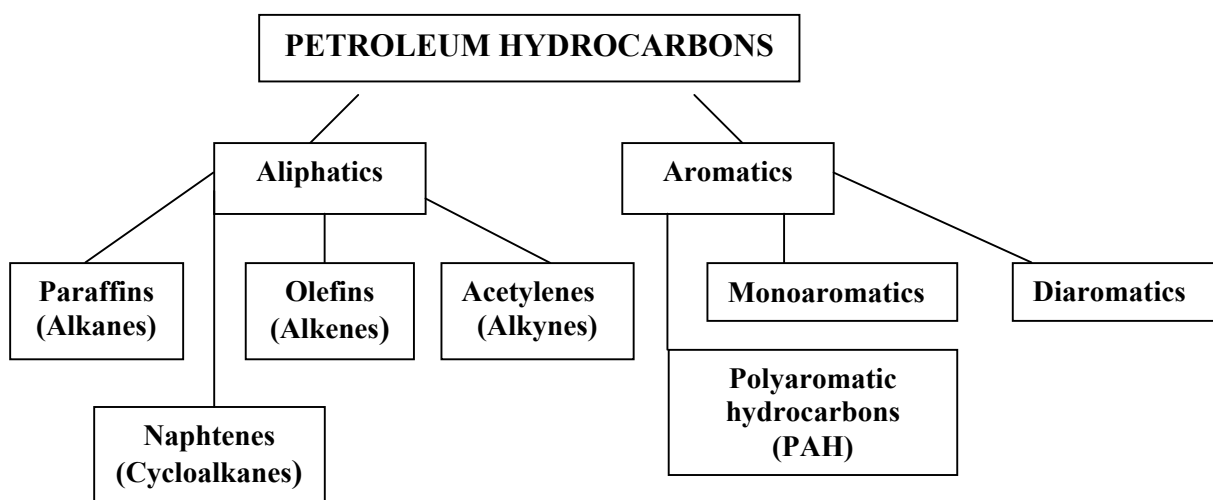 PETROLEUM HYDROCARBONS
Aliphatics
Aromatics
Paraffins
(Alkanes)
Olefins
(Alkenes)
Acetylenes
(Alkynes)
Monoaromatics
Diaromatics
Polyaromatic
hydrocarbons
(PAH)
Naphtenes
(Cycloalkanes)